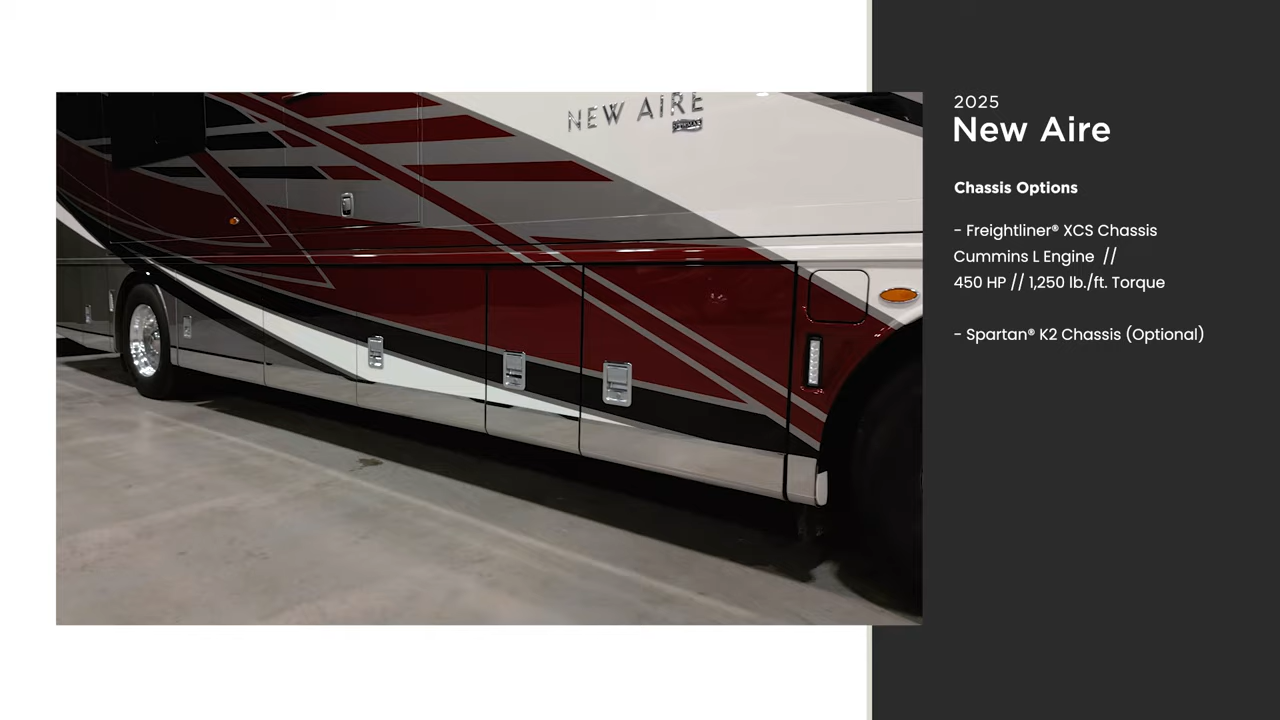 NEW AIRE
2025
New Aire
Chassis Options
- Freightliner® XCS Chassis
Cummins L Engine //
450 HP // 1,250 lb./ft. Torque
- Spartan® K2 Chassis (Optional)